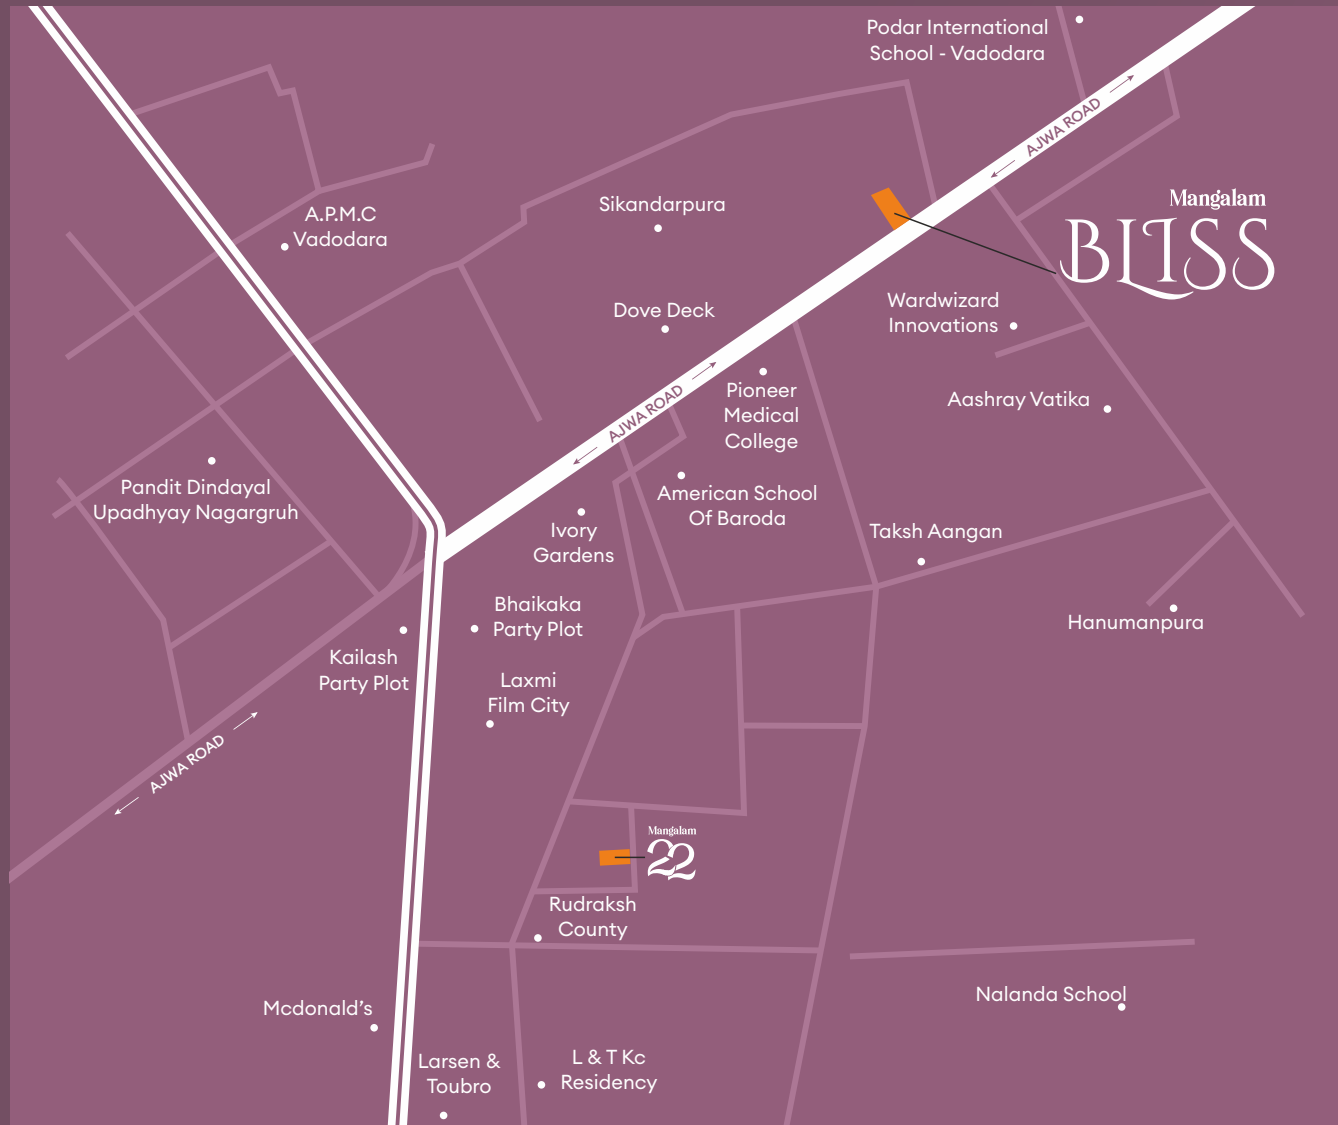 Podar International
School - Vadodara
AJWA ROAD
Mangalam
BLISS
Sikandarpura
A.P.M.C
Vadodara
Dove Deck
Wardwizard
Innovations
Pioneer
Medical
College
AJWA ROAD
Aashray Vatika
Pandit Dindayal
Upadhyay Nagargruh
American School
Of Baroda
Ivory
Gardens
Taksh Aangan
Bhaikaka
Party Plot
Hanumanpura
Kailash
Party Plot
Laxmi
Film City
AJWA ROAD
Mangalam
22
Rudraksh
County
Nalanda School
Mcdonald's
Larsen &
Toubro
L & T Kc
Residency